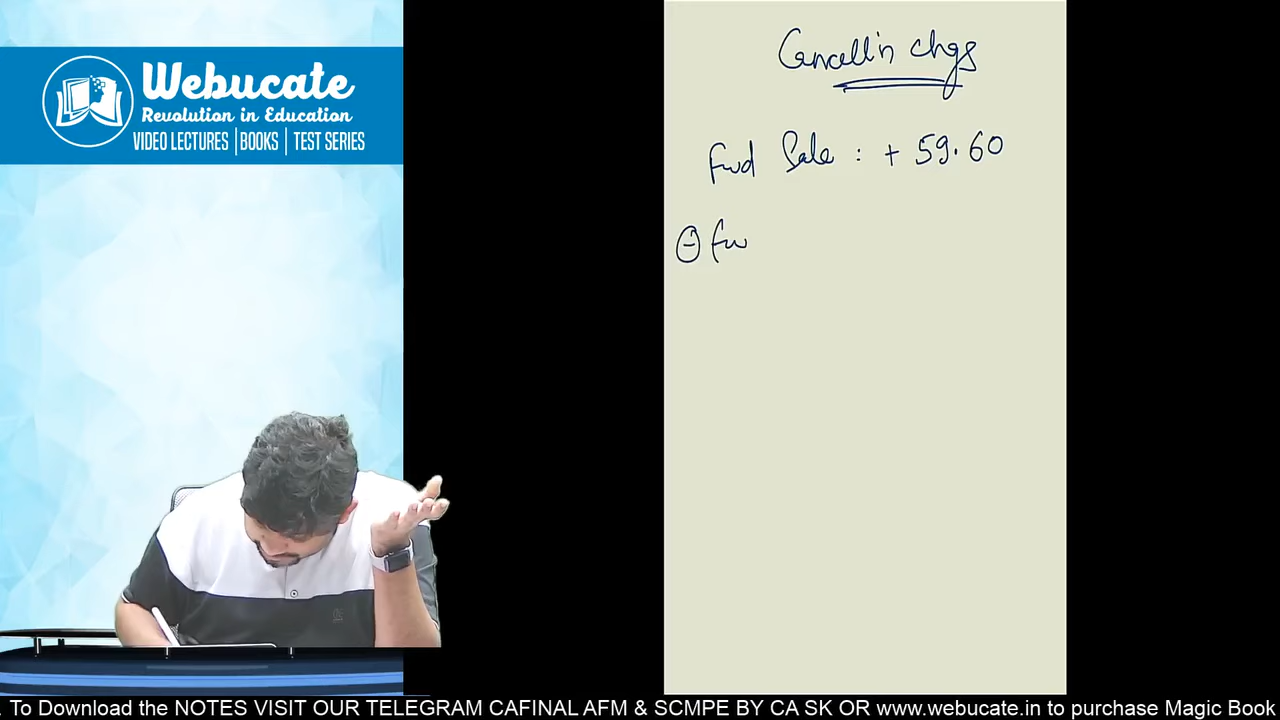 Webucate
Revolution in Education
VIDEO LECTURES | BOOKS | TEST SERIES
Cancell'n chgs
Fwd Sale : + 59.60
⊖ Fw
To Download the NOTES VISIT OUR TELEGRAM CAFINAL AFM & SCMPE BY CA SK OR www.webucate.in to purchase Magic Book